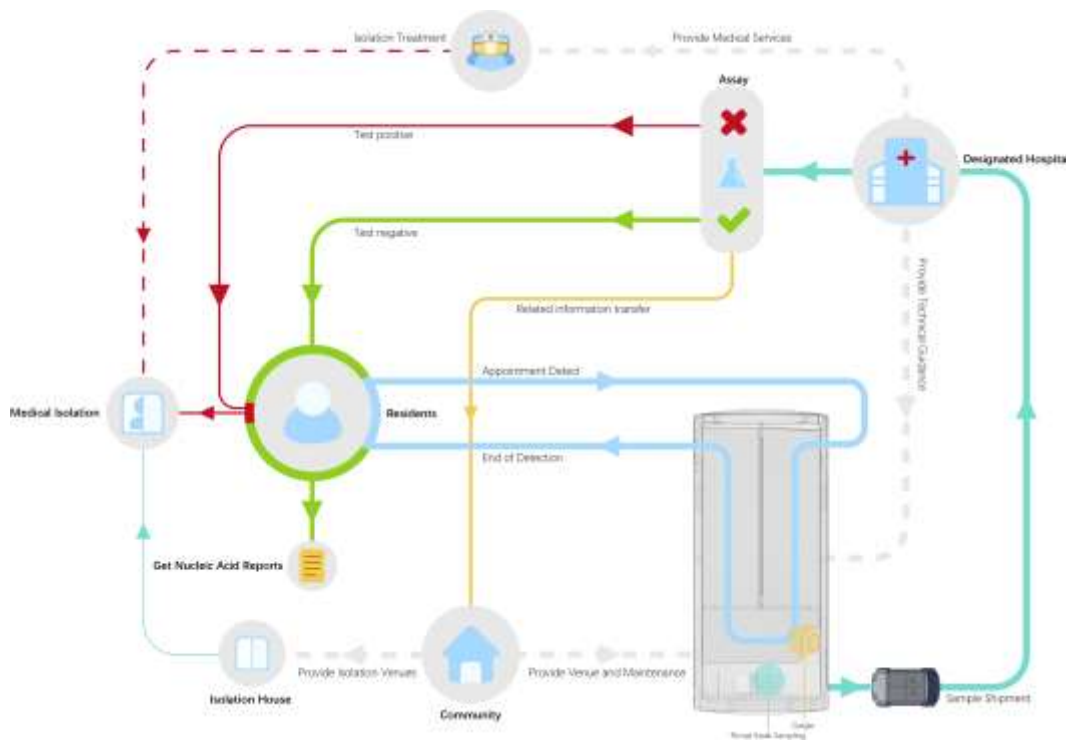 Isolation Treatment
Provide Medical Services
Assay
Test positive
Designated Hospita
Test negative
Provide Technical Guidance
Related information transfer
Appointment Detect
Medical Isolation
Residents
End of Detection
Get Nucleic Acid Reports
Provide Isolation Venues
Provide Venue and Maintenance
Isolation House
Sample Shipment
Community
Swab Sampling